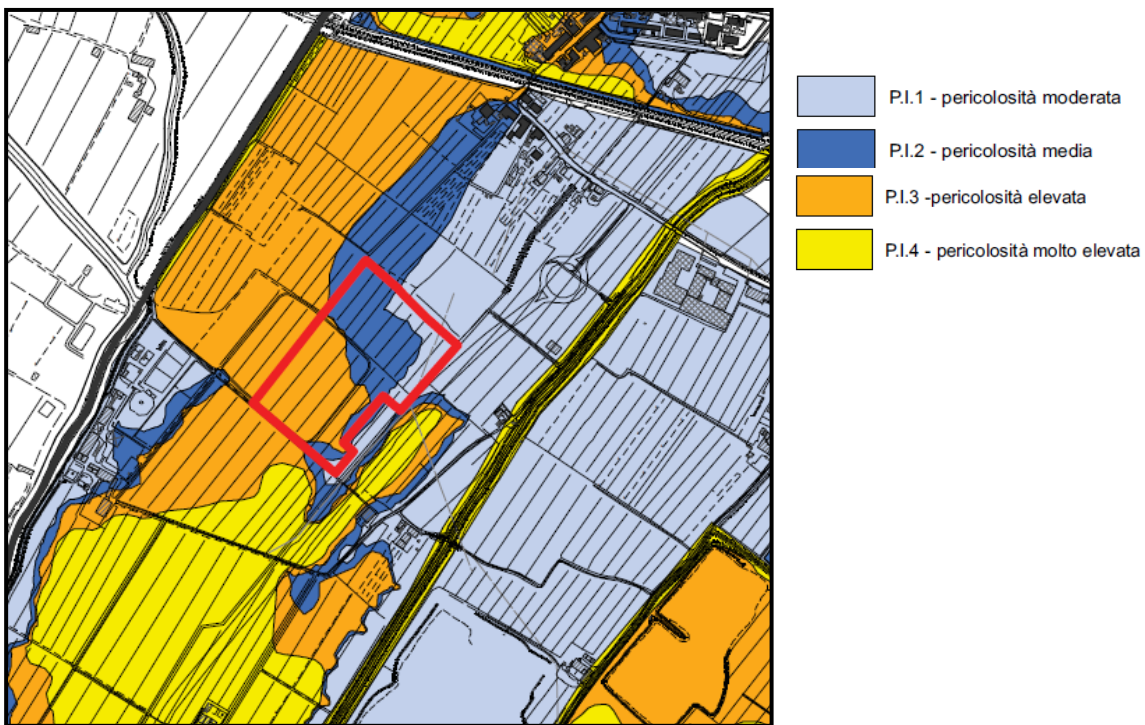 P.I.1 - pericolosità moderata
P.I.2 - pericolosità media
P.I.3 -pericolosità elevata
P.I.4 - pericolosità molto elevata